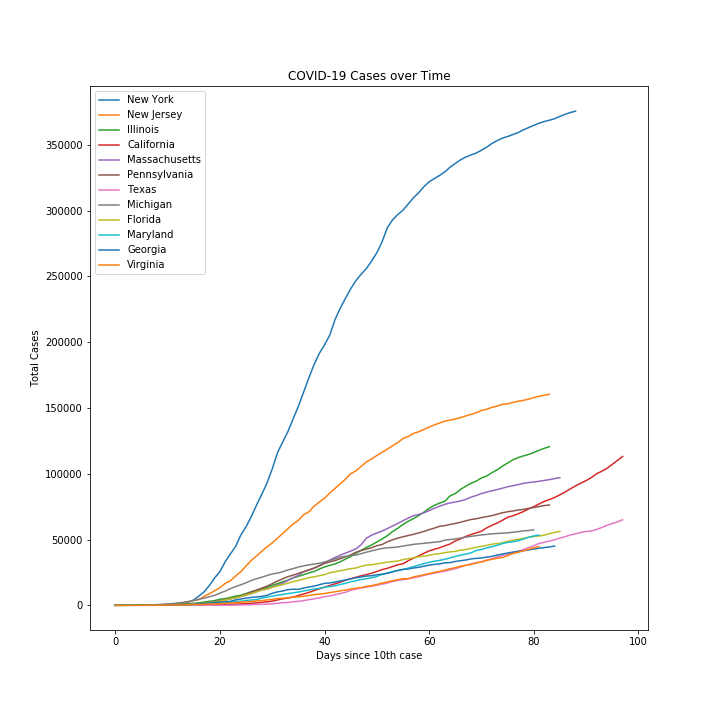 COVID-19 Cases over Time
New York
New Jersey
Illinois
California
Massachusetts
Pennsylvania
Texas
Michigan
Florida
Maryland
Georgia
Virginia
Total Cases
350000
300000
250000
200000
150000
100000
50000
0
0 20 40 60 80 100
Days since 10th case